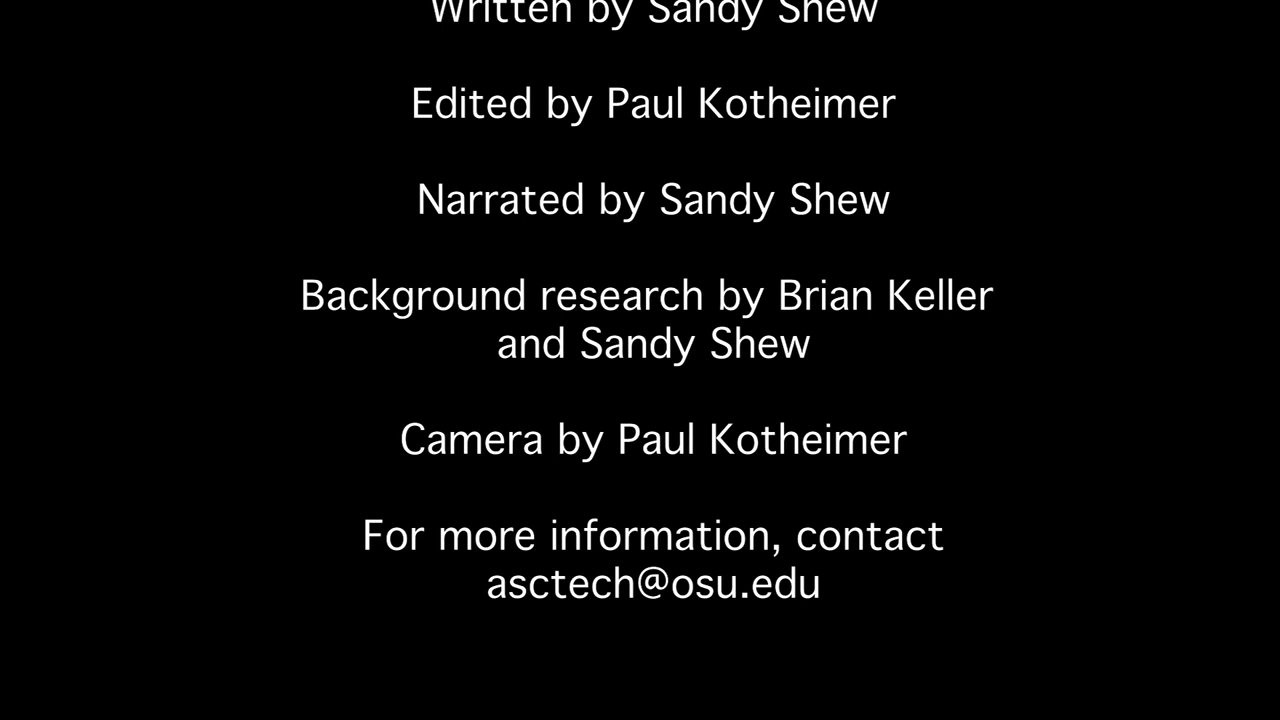 Written by Sandy Shew
Edited by Paul Kotheimer
Narrated by Sandy Shew
Background research by Brian Keller
and Sandy Shew
Camera by Paul Kotheimer
For more information, contact
asctech@osu.edu